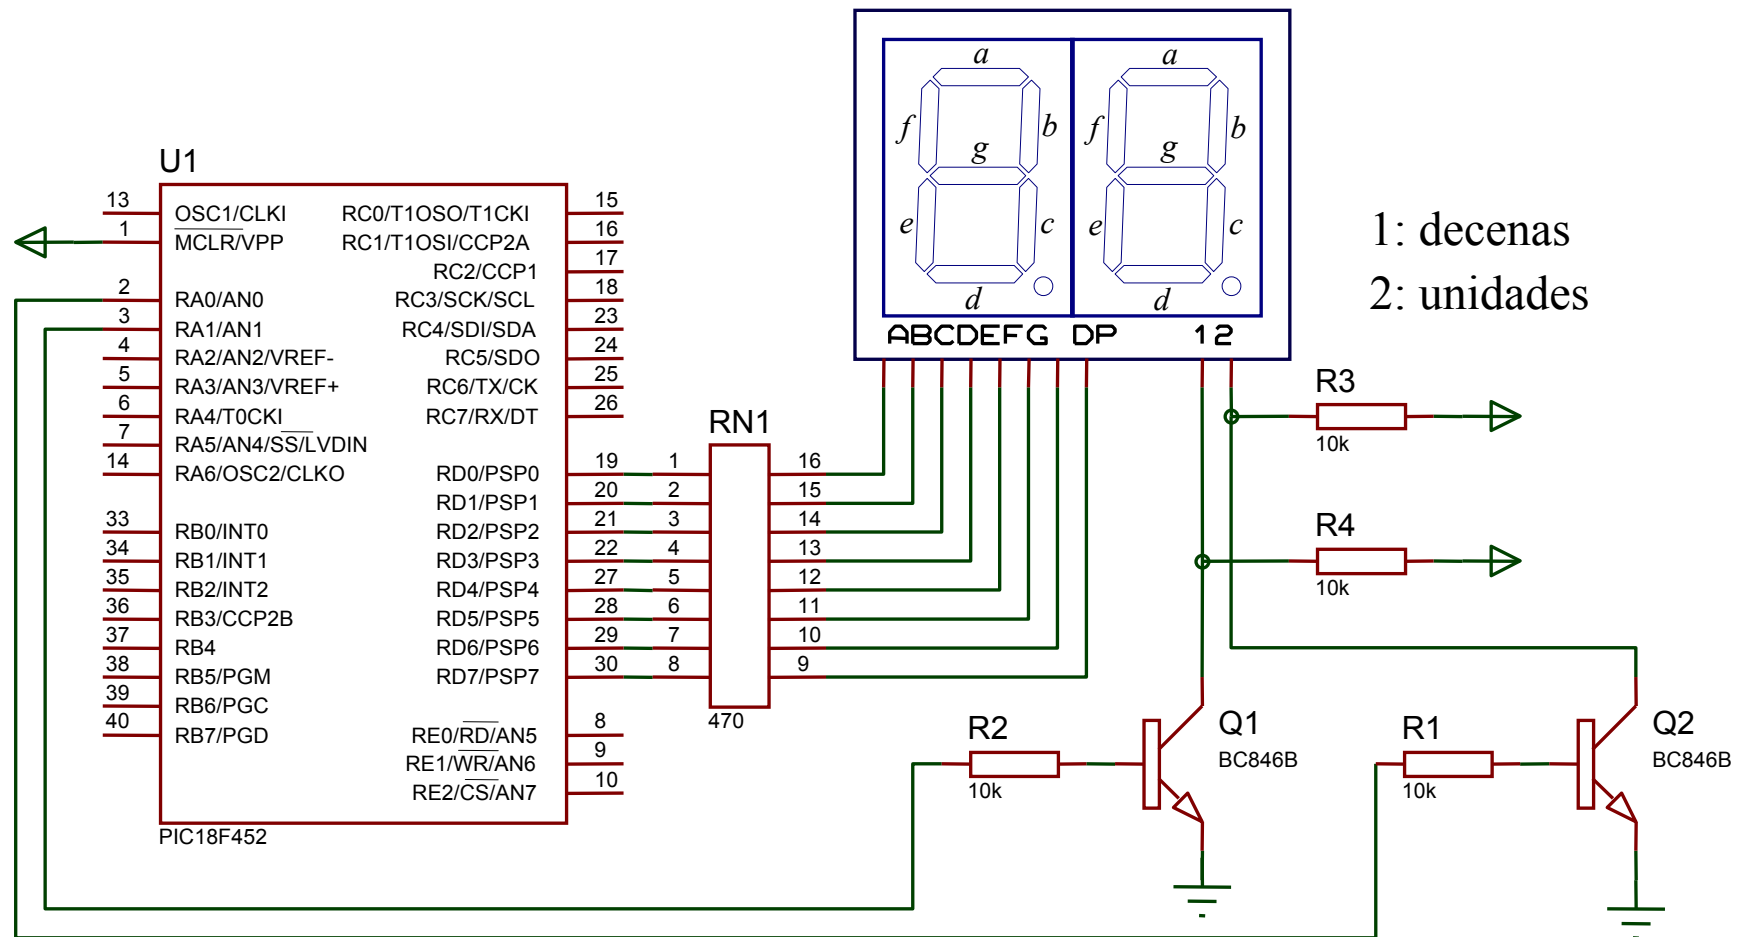 a a
f b f b
g g
e c e c
d d
ABCDEFG DP 12
1: decenas
2: unidades
U1
13 OSC1/CLKI RC0/T1OSO/T1CKI 15
1 MCLR/VPP RC1/T1OSI/CCP2A 16
RC2/CCP1 17
2 RA0/AN0 RC3/SCK/SCL 18
3 RA1/AN1 RC4/SDI/SDA 23
4 RA2/AN2/VREF- RC5/SDO 24
5 RA3/AN3/VREF+ RC6/TX/CK 25
6 RA4/T0CKI RC7/RX/DT 26
7 RA5/AN4/SS/LVDIN
14 RA6/OSC2/CLKO RD0/PSP0 19
RD1/PSP1 20
33 RB0/INT0 RD2/PSP2 21
34 RB1/INT1 RD3/PSP3 22
35 RB2/INT2 RD4/PSP4 27
36 RB3/CCP2B RD5/PSP5 28
37 RB4 RD6/PSP6 29
38 RB5/PGM RD7/PSP7 30
39 RB6/PGC
40 RB7/PGD RE0/RD/AN5 8
RE1/WR/AN6 9
RE2/CS/AN7 10
PIC18F452
RN1
1 16
2 15
3 14
4 13
5 12
6 11
7 10
8 9
470
R3
10k
R4
10k
R2
10k
Q1
BC846B
R1
10k
Q2
BC846B